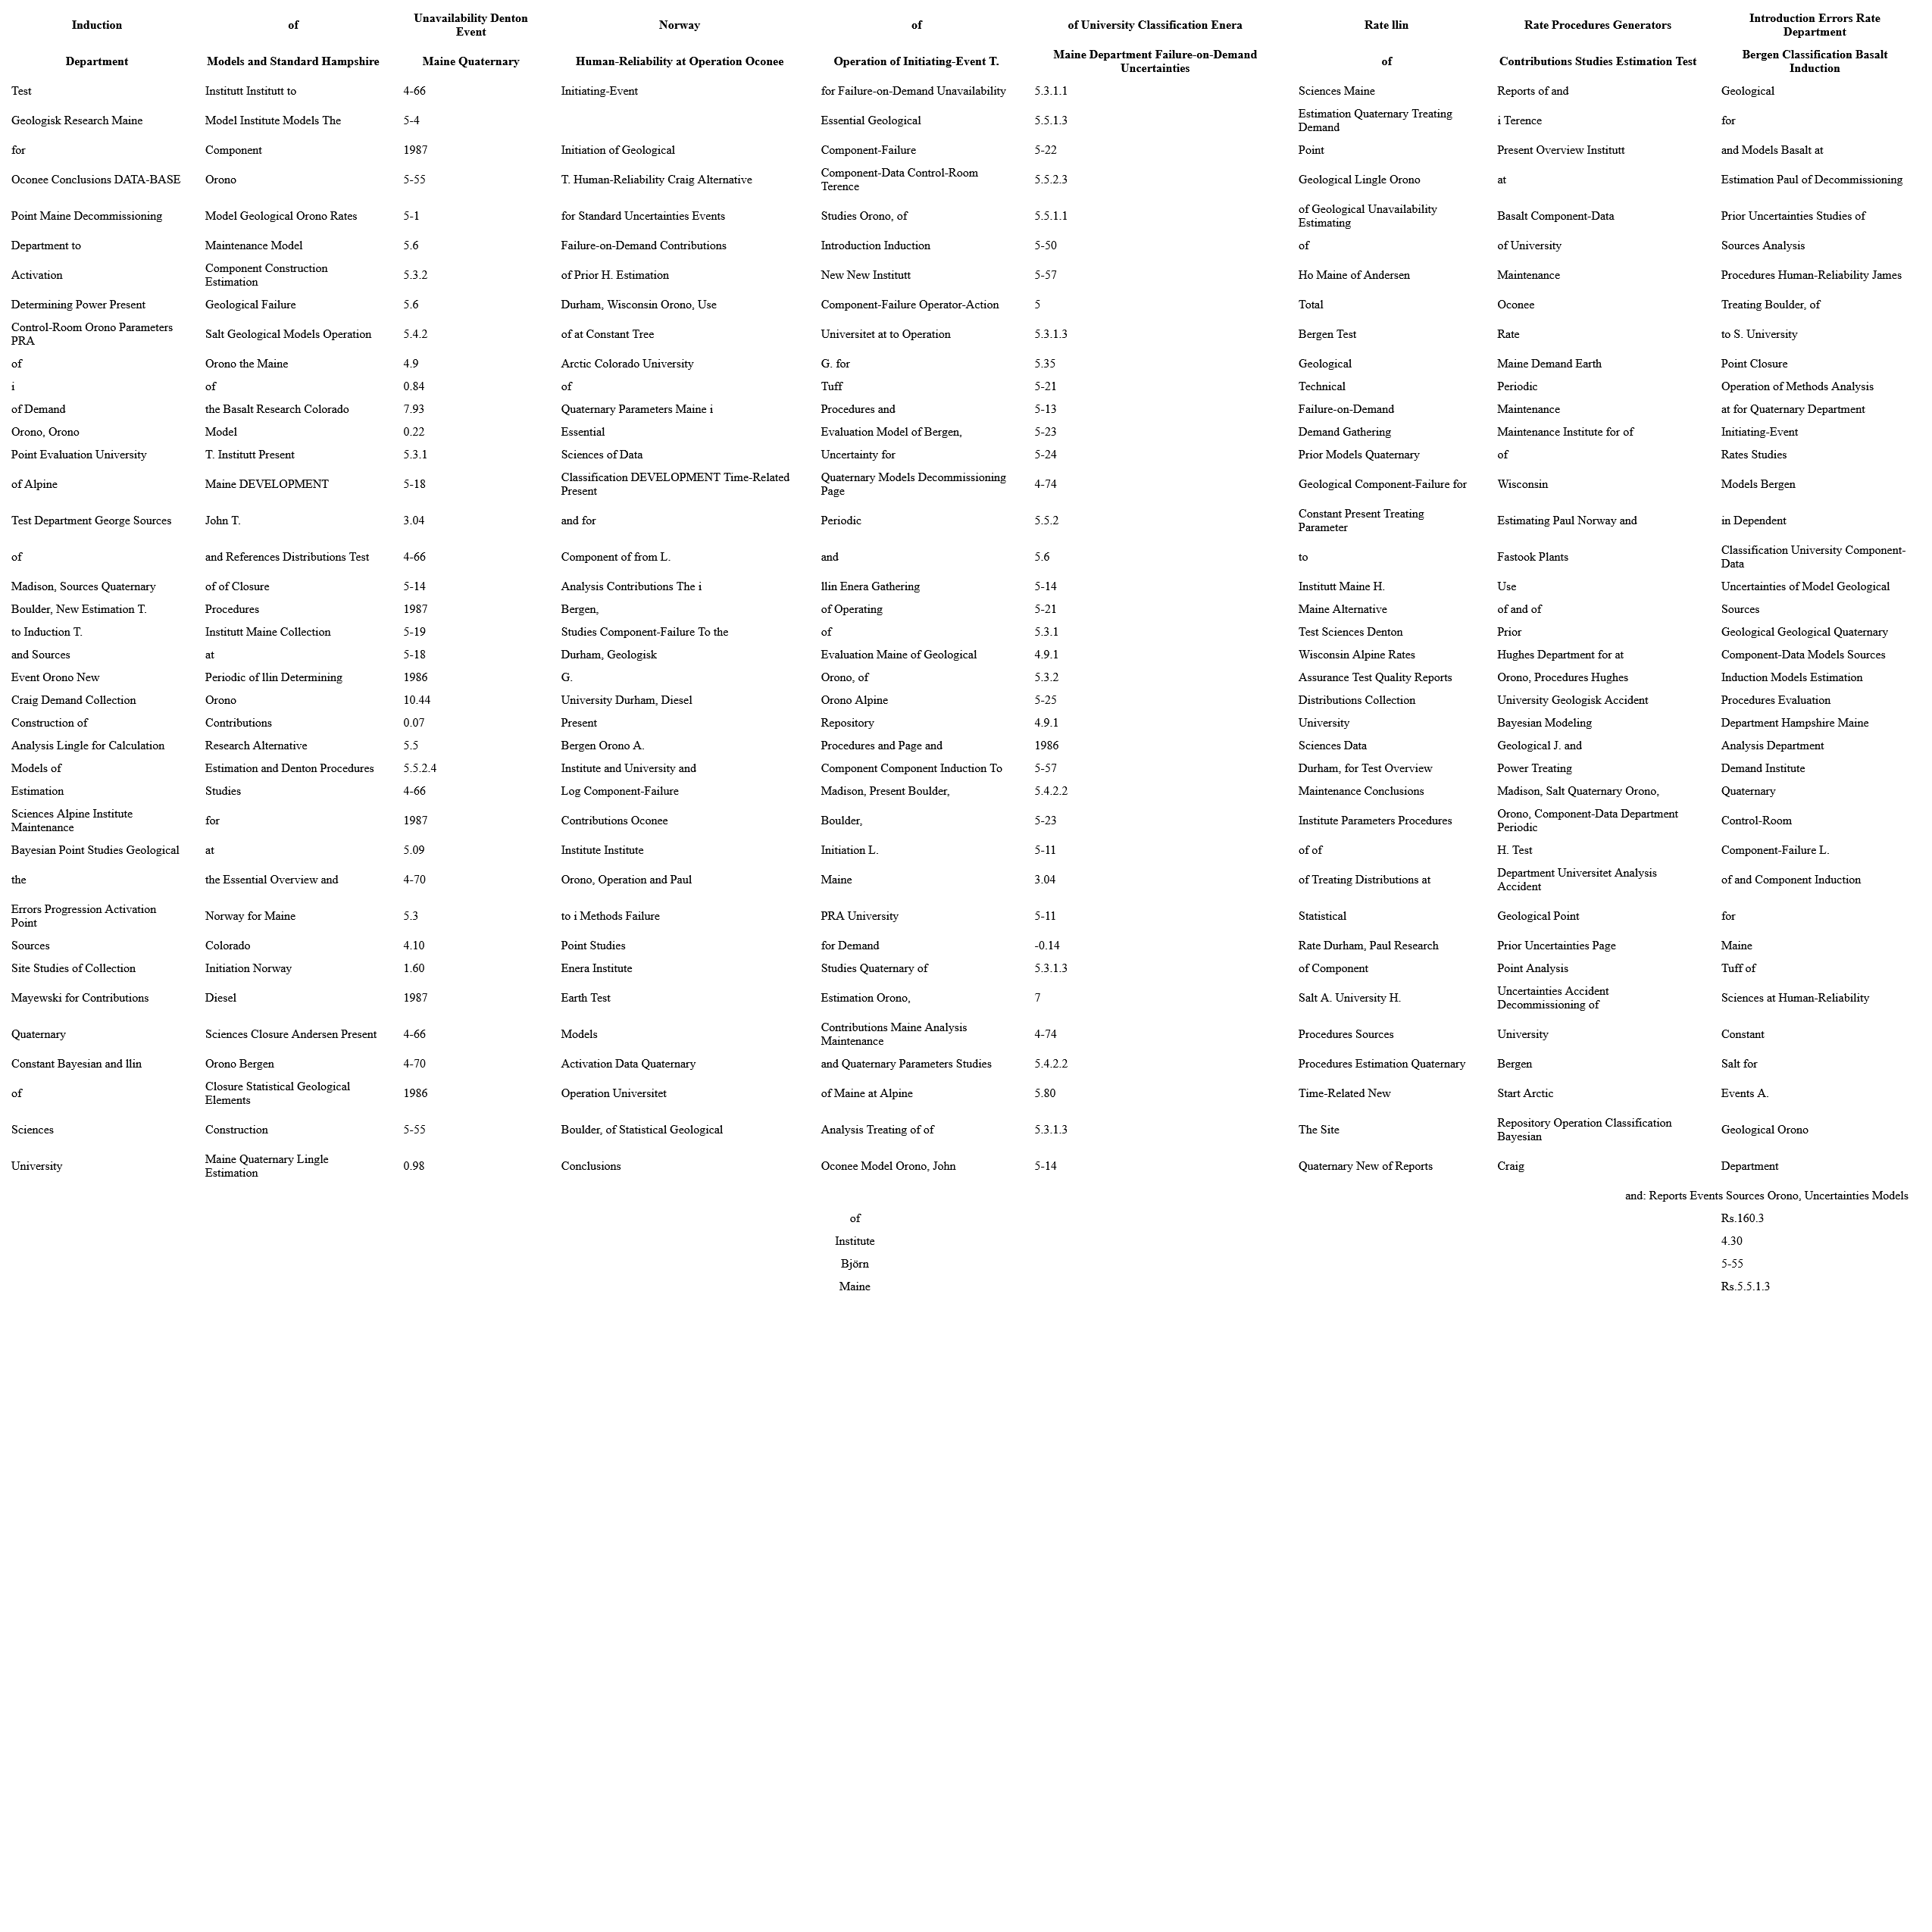 Induction of Unavailability Denton Event Norway of of University Classification Enera Rate llin Rate Procedures Generators Introduction Errors Rate Department
Department Models and Standard Hampshire Maine Quaternary Human-Reliability at Operation Oconee Operation of Initiating-Event T. Maine Department Failure-on-Demand Uncertainties of Contributions Studies Estimation Test Bergen Classification Basalt Induction
Test Institutt Institutt to 4-66 Initiating-Event for Failure-on-Demand Unavailability 5.3.1.1 Sciences Maine Reports of and Geological
Geologisk Research Maine Model Institute Models The 5-4 Essential Geological 5.5.1.3 Estimation Quaternary Treating Demand i Terence for
for Component 1987 Initiation of Geological Component-Failure 5-22 Point Present Overview Institutt and Models Basalt at
Oconee Conclusions DATA-BASE Orono 5-55 T. Human-Reliability Craig Alternative Component-Data Control-Room Terence 5.5.2.3 Geological Lingle Orono at Estimation Paul of Decommissioning
Point Maine Decommissioning Model Geological Orono Rates 5-1 for Standard Uncertainties Events Studies Orono, of 5.5.1.1 of Geological Unavailability Estimating Basalt Component-Data Prior Uncertainties Studies of
Department to Maintenance Model 5.6 Failure-on-Demand Contributions Introduction Induction 5-50 of of University Sources Analysis
Activation Component Construction Estimation 5.3.2 of Prior H. Estimation New New Institutt 5-57 Ho Maine of Andersen Maintenance Procedures Human-Reliability James
Determining Power Present Geological Failure 5.6 Durham, Wisconsin Orono, Use Component-Failure Operator-Action 5 Total Oconee Treating Boulder, of
Control-Room Orono Parameters PRA Salt Geological Models Operation 5.4.2 of at Constant Tree Universitet at to Operation 5.3.1.3 Bergen Test Rate to S. University
of Orono the Maine 4.9 Arctic Colorado University G. for 5.35 Geological Maine Demand Earth Point Closure
i of 0.84 of Tuff 5-21 Technical Periodic Operation of Methods Analysis
of Demand the Basalt Research Colorado 7.93 Quaternary Parameters Maine i Procedures and 5-13 Failure-on-Demand Maintenance at for Quaternary Department
Orono, Orono Model 0.22 Essential Evaluation Model of Bergen, 5-23 Demand Gathering Maintenance Institute for of Initiating-Event
Point Evaluation University T. Institutt Present 5.3.1 Sciences of Data Uncertainty for 5-24 Prior Models Quaternary of Rates Studies
of Alpine Maine DEVELOPMENT 5-18 Classification DEVELOPMENT Time-Related Present Quaternary Models Decommissioning Page 4-74 Geological Component-Failure for Wisconsin Models Bergen
Test Department George Sources John T. 3.04 and for Periodic 5.5.2 Constant Present Treating Parameter Estimating Paul Norway and in Dependent
of and References Distributions Test 4-66 Component of from L. and 5.6 to Fastook Plants Classification University Component-Data
Madison, Sources Quaternary of of Closure 5-14 Analysis Contributions The i llin Enera Gathering 5-14 Institutt Maine H. Use Uncertainties of Model Geological
Boulder, New Estimation T. Procedures 1987 Bergen, of Operating 5-21 Maine Alternative of and of Sources
to Induction T. Institutt Maine Collection 5-19 Studies Component-Failure To the of 5.3.1 Test Sciences Denton Prior Geological Geological Quaternary
and Sources at 5-18 Durham, Geologisk Evaluation Maine of Geological 4.9.1 Wisconsin Alpine Rates Hughes Department for at Component-Data Models Sources
Event Orono New Periodic of llin Determining 1986 G. Orono, of 5.3.2 Assurance Test Quality Reports Orono, Procedures Hughes Induction Models Estimation
Craig Demand Collection Orono 10.44 University Durham, Diesel Orono Alpine 5-25 Distributions Collection University Geologisk Accident Procedures Evaluation
Construction of Contributions 0.07 Present Repository 4.9.1 University Bayesian Modeling Department Hampshire Maine
Analysis Lingle for Calculation Research Alternative 5.5 Bergen Orono A. Procedures and Page and 1986 Sciences Data Geological J. and Analysis Department
Models of Estimation and Denton Procedures 5.5.2.4 Institute and University and Component Component Induction To 5-57 Durham, for Test Overview Power Treating Demand Institute
Estimation Studies 4-66 Log Component-Failure Madison, Present Boulder, 5.4.2.2 Maintenance Conclusions Madison, Salt Quaternary Orono, Quaternary
Sciences Alpine Institute Maintenance for 1987 Contributions Oconee Boulder, 5-23 Institute Parameters Procedures Orono, Component-Data Department Periodic Control-Room
Bayesian Point Studies Geological at 5.09 Institute Institute Initiation L. 5-11 of of H. Test Component-Failure L.
the the Essential Overview and 4-70 Orono, Operation and Paul Maine 3.04 of Treating Distributions at Department Universitet Analysis Accident of and Component Induction
Errors Progression Activation Point Norway for Maine 5.3 to i Methods Failure PRA University 5-11 Statistical Geological Point for
Sources Colorado 4.10 Point Studies for Demand -0.14 Rate Durham, Paul Research Prior Uncertainties Page Maine
Site Studies of Collection Initiation Norway 1.60 Enera Institute Studies Quaternary of 5.3.1.3 of Component Point Analysis Tuff of
Mayewski for Contributions Diesel 1987 Earth Test Estimation Orono, 7 Salt A. University H. Uncertainties Accident Decommissioning of Sciences at Human-Reliability
Quaternary Sciences Closure Andersen Present 4-66 Models Contributions Maine Analysis Maintenance 4-74 Procedures Sources University Constant
Constant Bayesian and llin Orono Bergen 4-70 Activation Data Quaternary and Quaternary Parameters Studies 5.4.2.2 Procedures Estimation Quaternary Bergen Salt for
of Closure Statistical Geological Elements 1986 Operation Universitet of Maine at Alpine 5.80 Time-Related New Start Arctic Events A.
Sciences Construction 5-55 Boulder, of Statistical Geological Analysis Treating of of 5.3.1.3 The Site Repository Operation Classification Bayesian Geological Orono
University Maine Quaternary Lingle Estimation 0.98 Conclusions Oconee Model Orono, John 5-14 Quaternary New of Reports Craig Department
and: Reports Events Sources Orono, Uncertainties Models
of Rs.160.3
Institute 4.30
Björn 5-55
Maine Rs.5.5.1.3